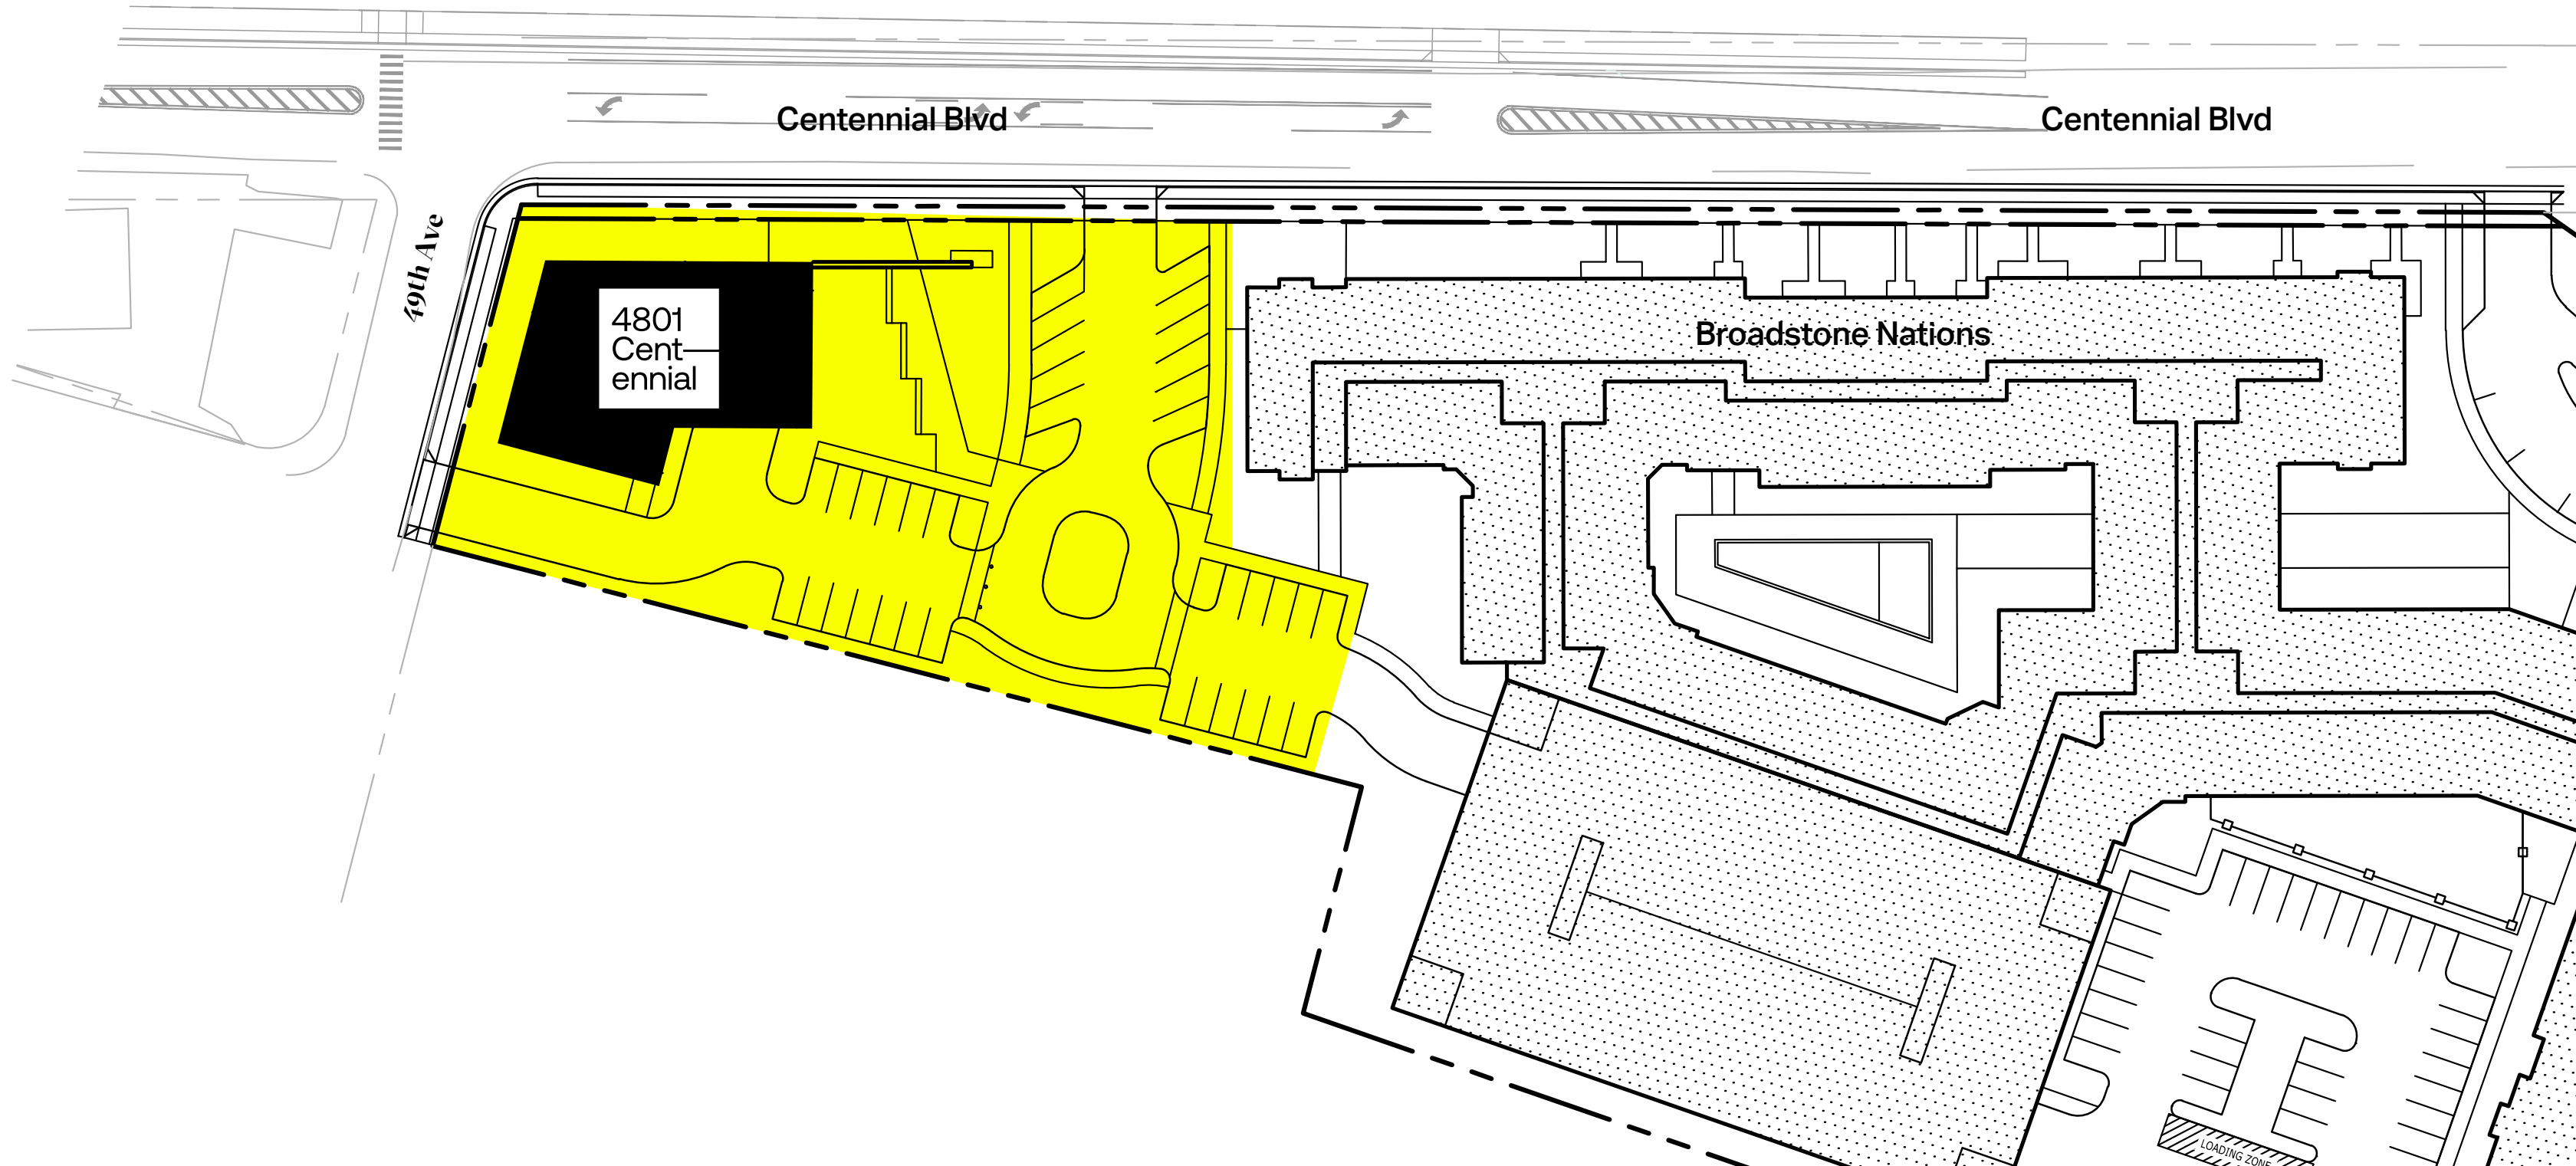 Centennial Blvd
Centennial Blvd
49th Ave
4801
Cent—
ennial
Broadstone Nations
LOADING ZONE